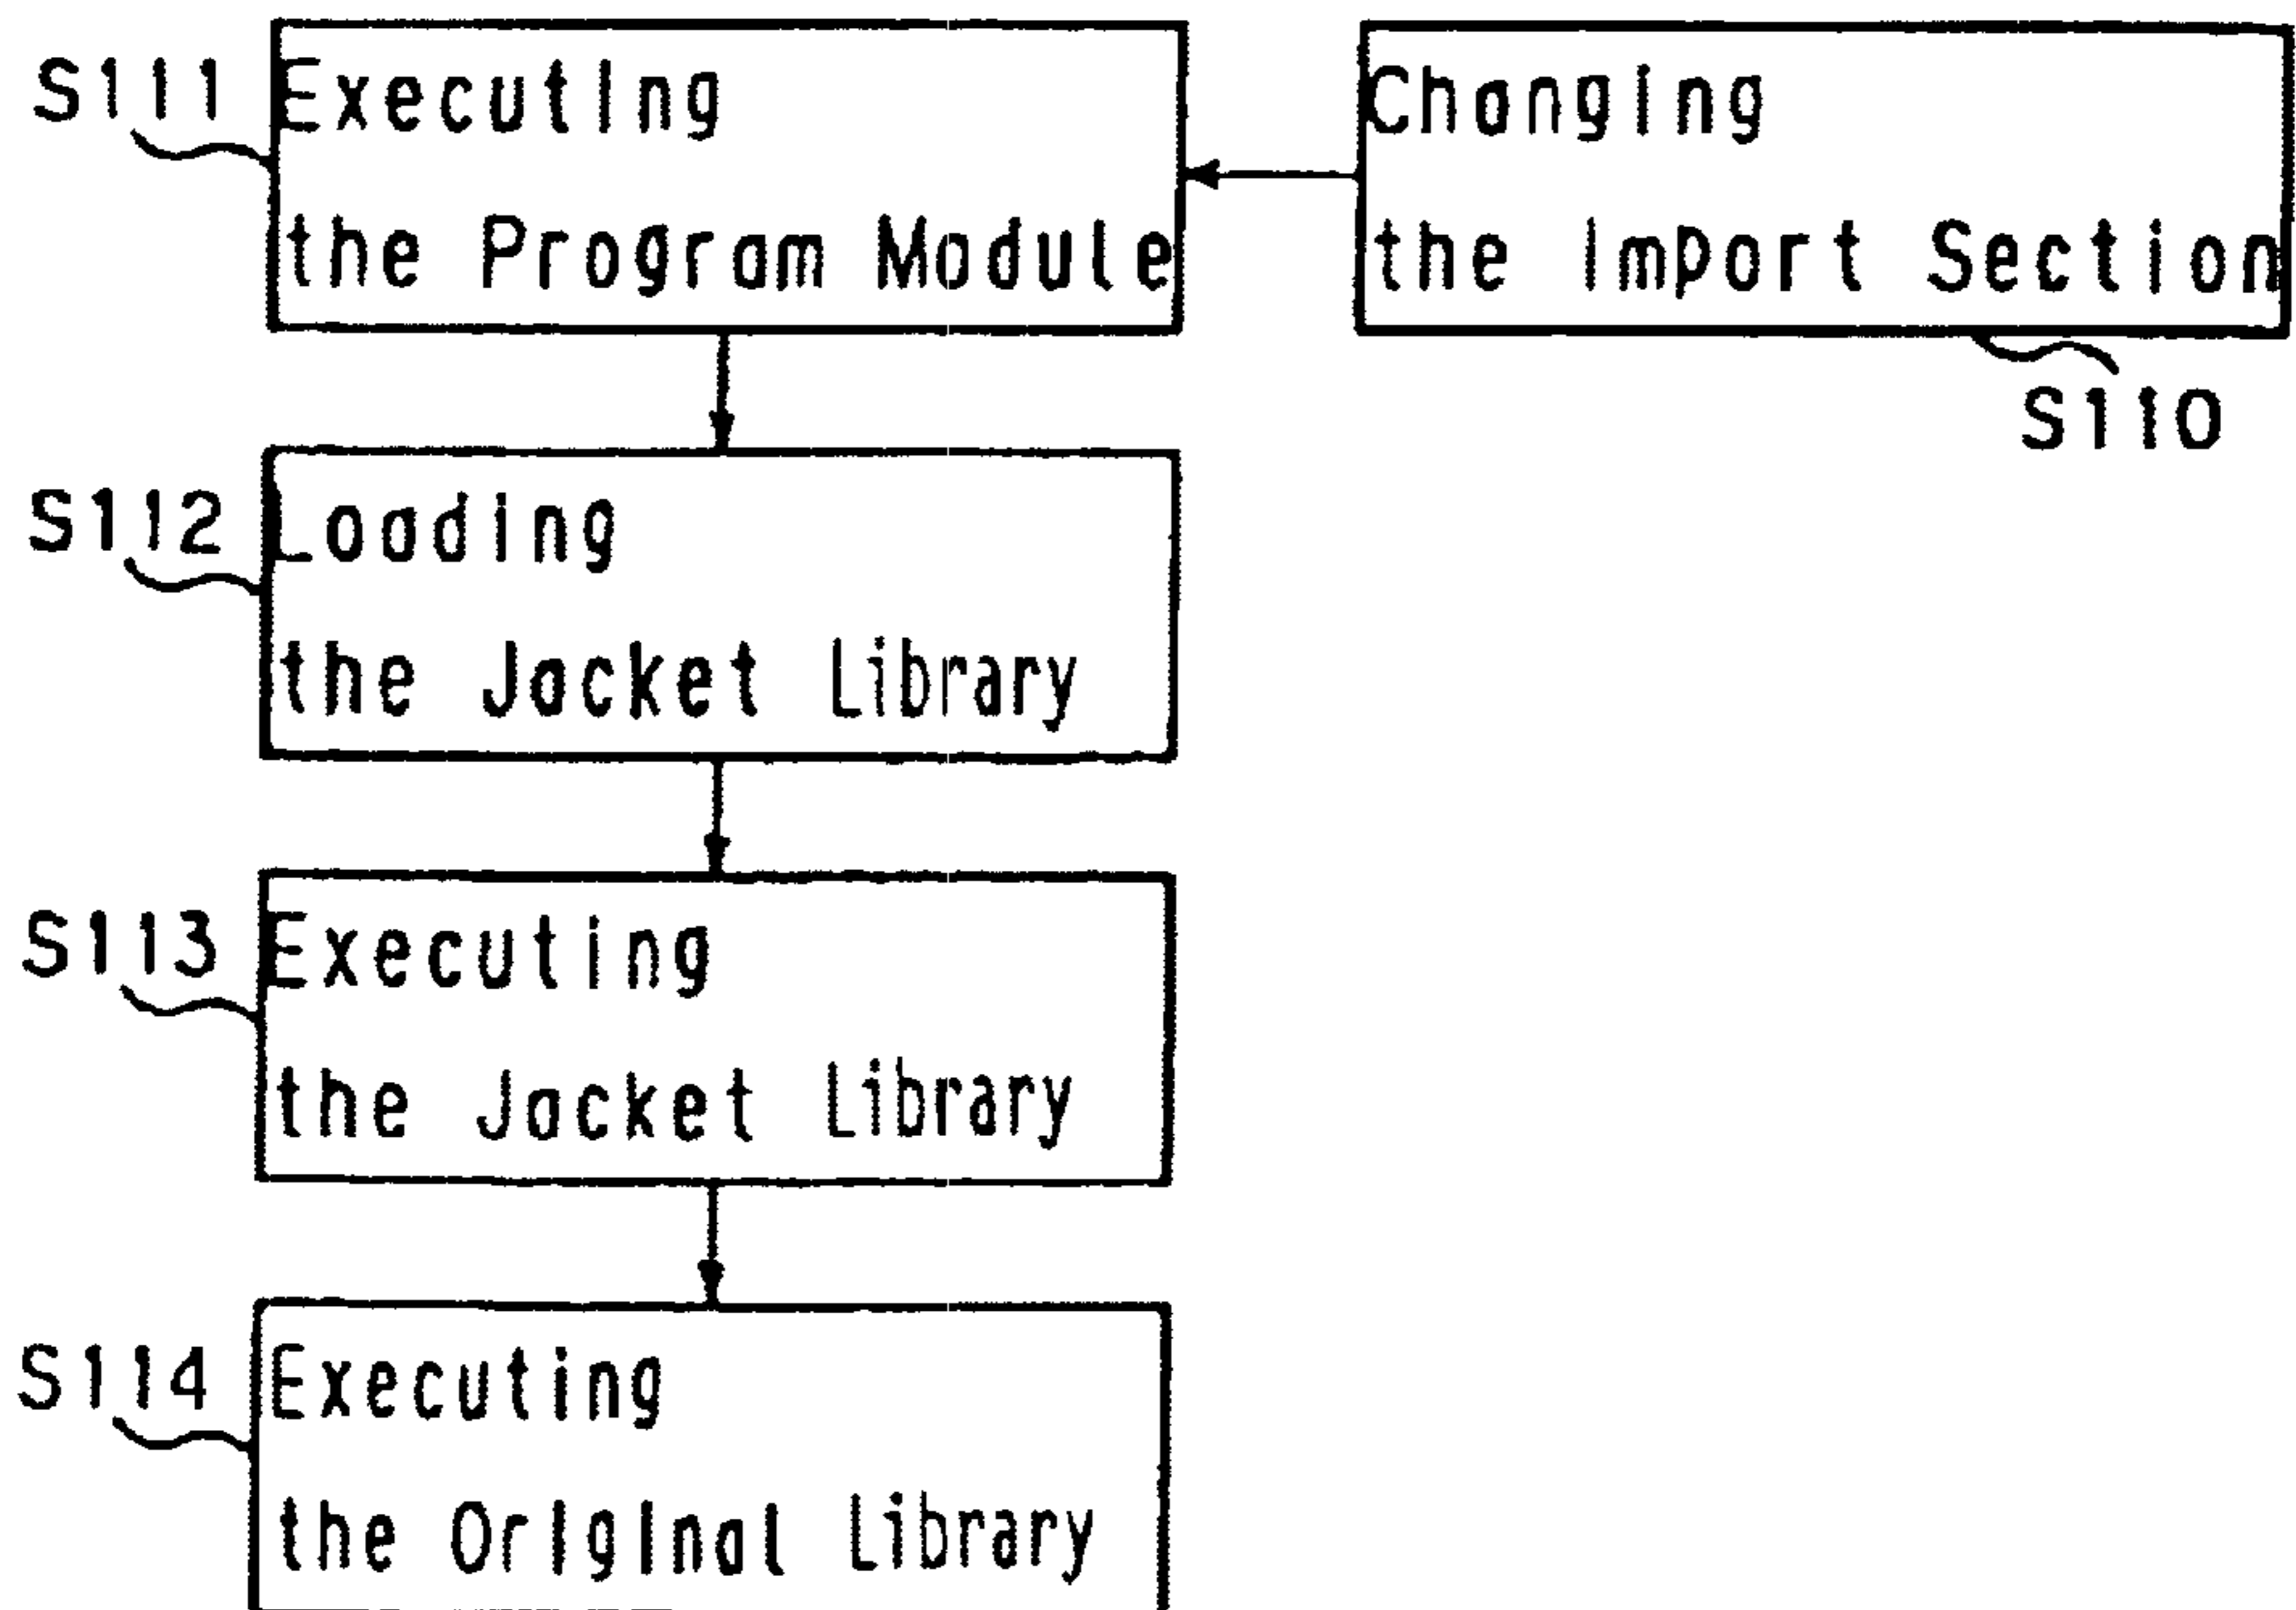 S111
Executing
the Program Module
Changing
the Import Section
S110
S112
Loading
the Jacket Library
S113
Executing
the Jacket Library
S114
Executing
the Original Library